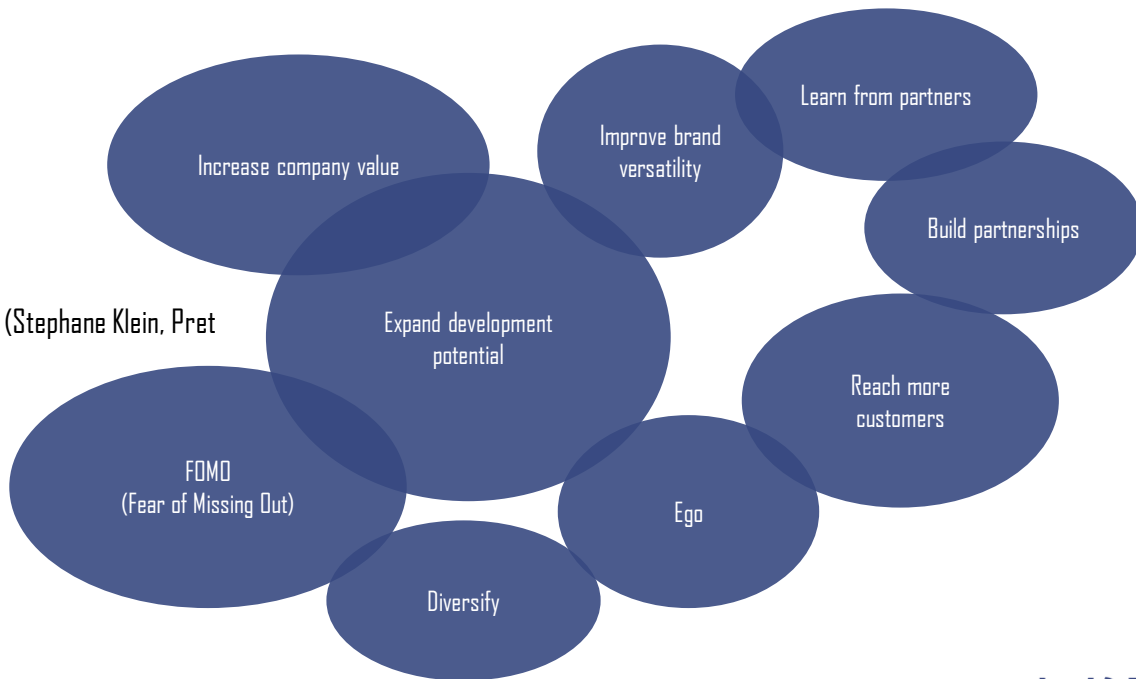 Learn from partners
Improve brand
versatility
Increase company value
Build partnerships
(Stephane Klein, Pret
Expand development
potential
Reach more
customers
FOMO
(Fear of Missing Out)
Ego
Diversify